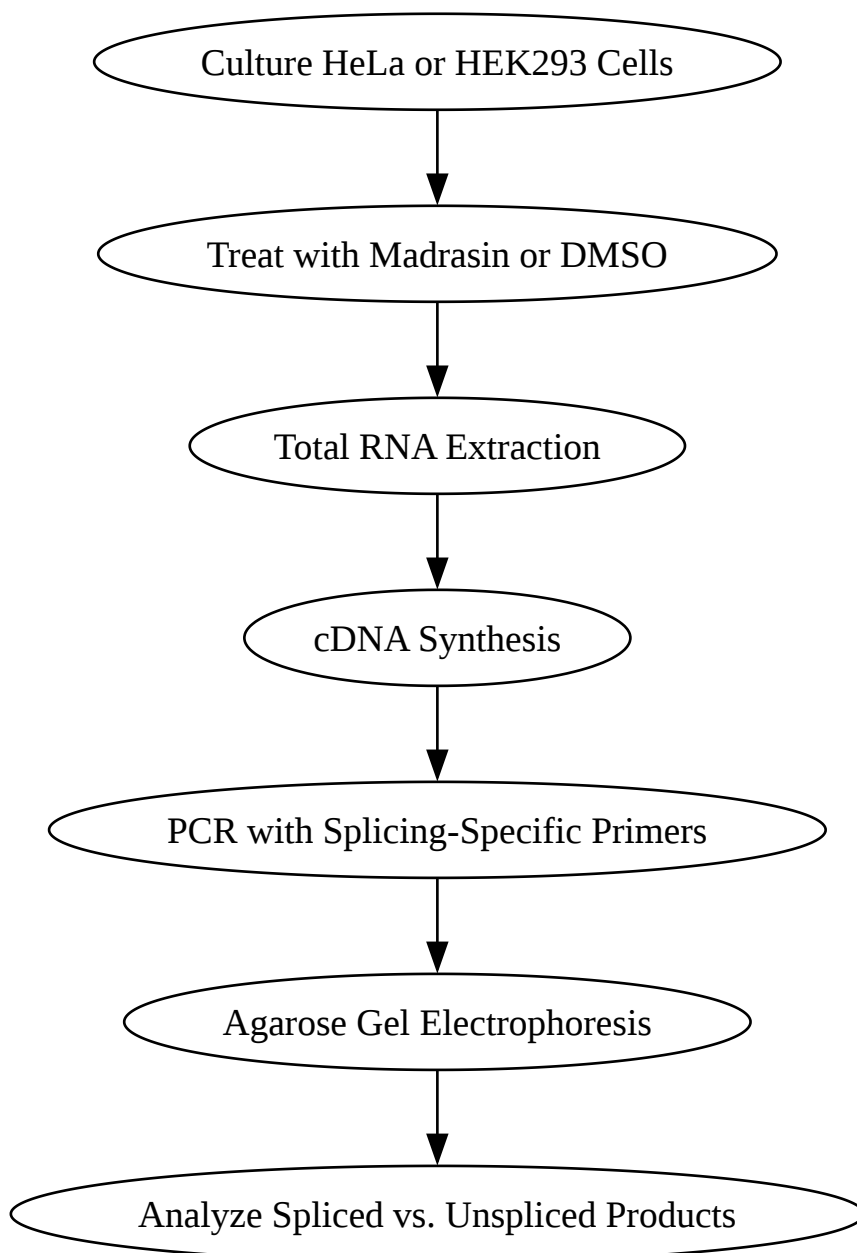 Culture HeLa or HEK293 Cells
Treat with Madrasin or DMSO
Total RNA Extraction
cDNA Synthesis
PCR with Splicing-Specific Primers
Agarose Gel Electrophoresis
Analyze Spliced vs. Unspliced Products